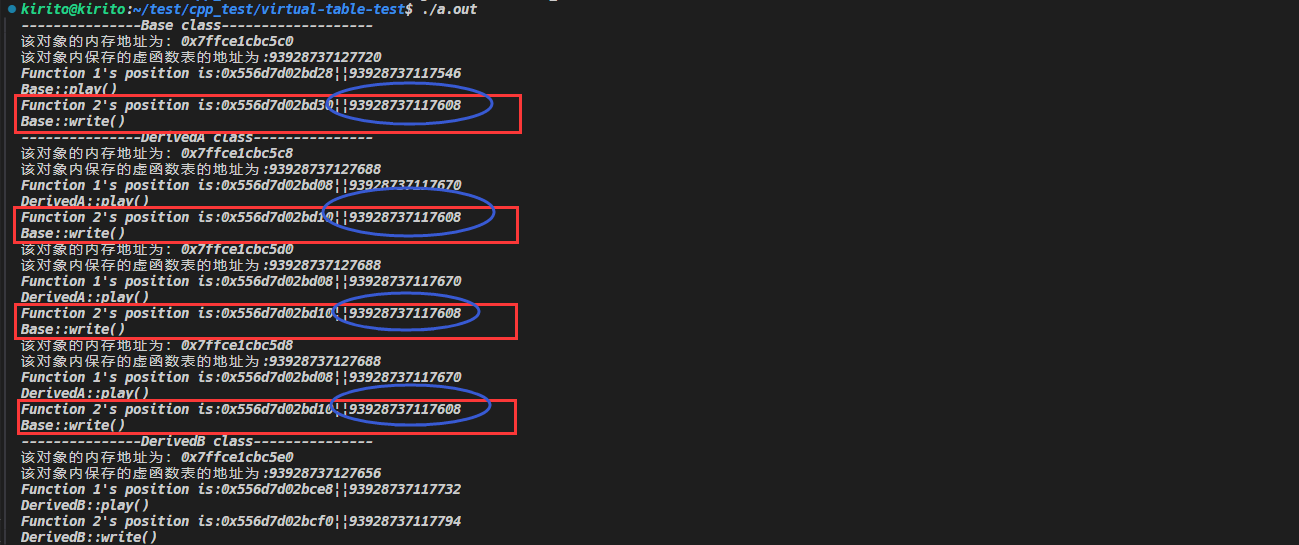 kirito@kirito:~/test/cpp_test/virtual-table-test$ ./a.out
---------------Base class-------------------
该对象的内存地址为: 0x7ffce1cbc5c0
该对象内保存的虚函数表的地址为:93928737127720
Function 1's position is:0x556d7d02bd28||93928737117546
Base::play()
Function 2's position is:0x556d7d02bd30||93928737117608
Base::write()
---------------DerivedA class---------------
该对象的内存地址为: 0x7ffce1cbc5c8
该对象内保存的虚函数表的地址为:93928737127688
Function 1's position is:0x556d7d02bd08||93928737117670
DerivedA::play()
Function 2's position is:0x556d7d02bd10||93928737117608
Base::write()
该对象的内存地址为: 0x7ffce1cbc5d0
该对象内保存的虚函数表的地址为:93928737127688
Function 1's position is:0x556d7d02bd08||93928737117670
DerivedA::play()
Function 2's position is:0x556d7d02bd10||93928737117608
Base::write()
该对象的内存地址为: 0x7ffce1cbc5d8
该对象内保存的虚函数表的地址为:93928737127688
Function 1's position is:0x556d7d02bd08||93928737117670
DerivedA::play()
Function 2's position is:0x556d7d02bd10||93928737117608
Base::write()
---------------DerivedB class---------------
该对象的内存地址为: 0x7ffce1cbc5e0
该对象内保存的虚函数表的地址为:93928737127656
Function 1's position is:0x556d7d02bce8||93928737117732
DerivedB::play()
Function 2's position is:0x556d7d02bcf0||93928737117794
DerivedB::write()